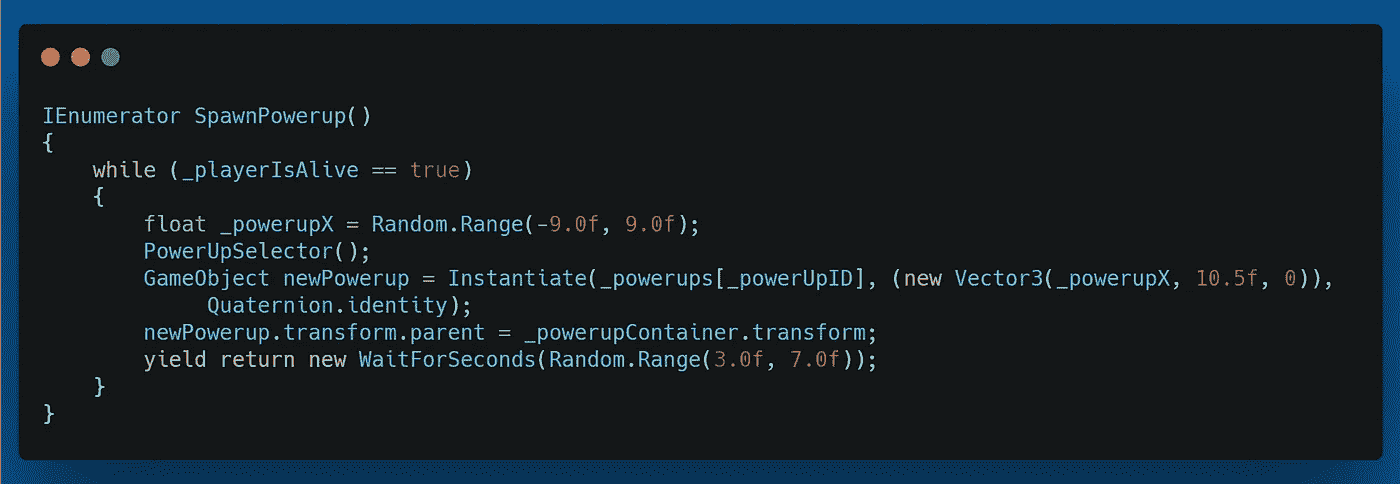 IEnumerator SpawnPowerup()
{
    while (_playerIsAlive == true)
    {
        float _powerupX = Random.Range(-9.0f, 9.0f);
        PowerUpSelector();
        GameObject newPowerup = Instantiate(_powerups[_powerUpID], (new Vector3(_powerupX, 10.5f, 0)),
             Quaternion.identity);
        newPowerup.transform.parent = _powerupContainer.transform;
        yield return new WaitForSeconds(Random.Range(3.0f, 7.0f));
    }
}